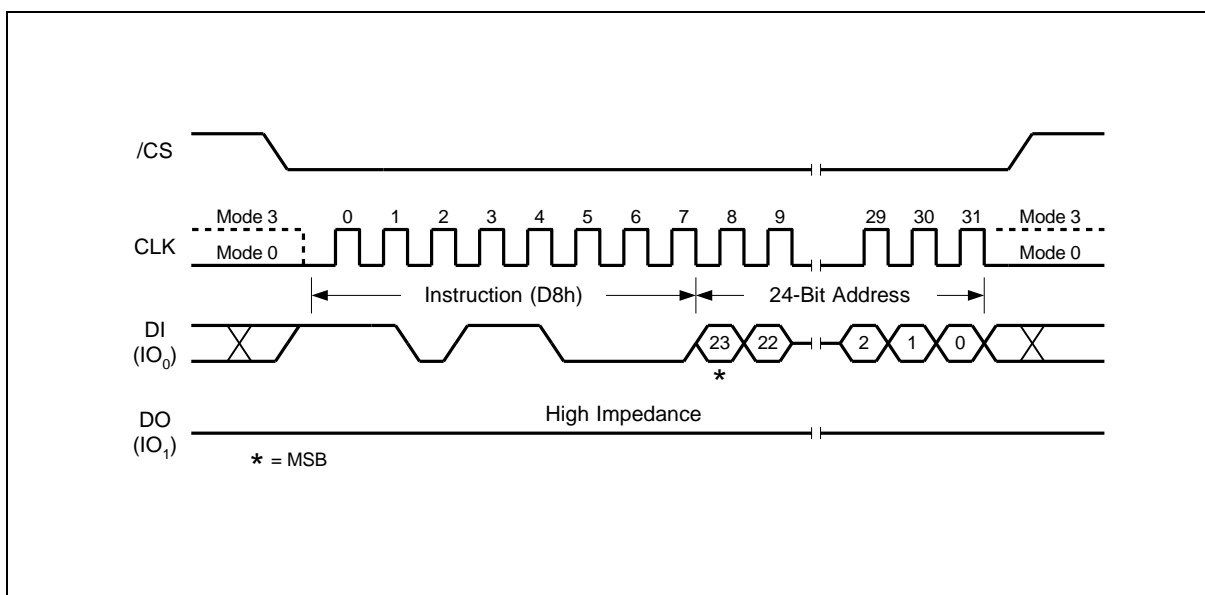 /CS
Mode 3 0 1 2 3 4 5 6 7 8 9 29 30 31 Mode 3
CLK
Mode 0 Mode 0
Instruction (D8h) 24-Bit Address
DI
(IO0)
23 22 2 1 0
*
High Impedance
DO
(IO1)
* = MSB